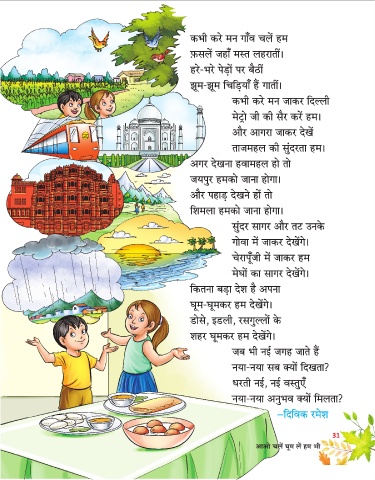 कभी करे मन गाँव चलें हम
फ़सलें जहाँ मस्त लहरातीं।
हरे-भरे पेड़ों पर बैठीं
झूम-झूम चिड़ियाँ हैं गातीं।
कभी करे मन जाकर दिल्ली
मेट्रो जी की सैर करें हम।
और आगरा जाकर देखें
ताजमहल की सुंदरता हम।
अगर देखना हवामहल हो तो
जयपुर हमको जाना होगा।
और पहाड़ देखने हों तो
शिमला हमको जाना होगा।
सुंदर सागर और तट उनके
गोवा में जाकर देखेंगे।
चेरापूँजी में जाकर हम
मेघों का सागर देखेंगे।
कितना बड़ा देश है अपना
घूम-घूमकर हम देखेंगे।
डोसे, इडली, रसगुल्लों के
शहर घूमकर हम देखेंगे।
जब भी नई जगह जाते हैं
नया-नया सब क्यों दिखता?
धरती नई, नई वस्तुएँ
नया-नया अनुभव क्यों मिलता?
–दिविक रमेश
31
आओ चलें घूम लें हम भी